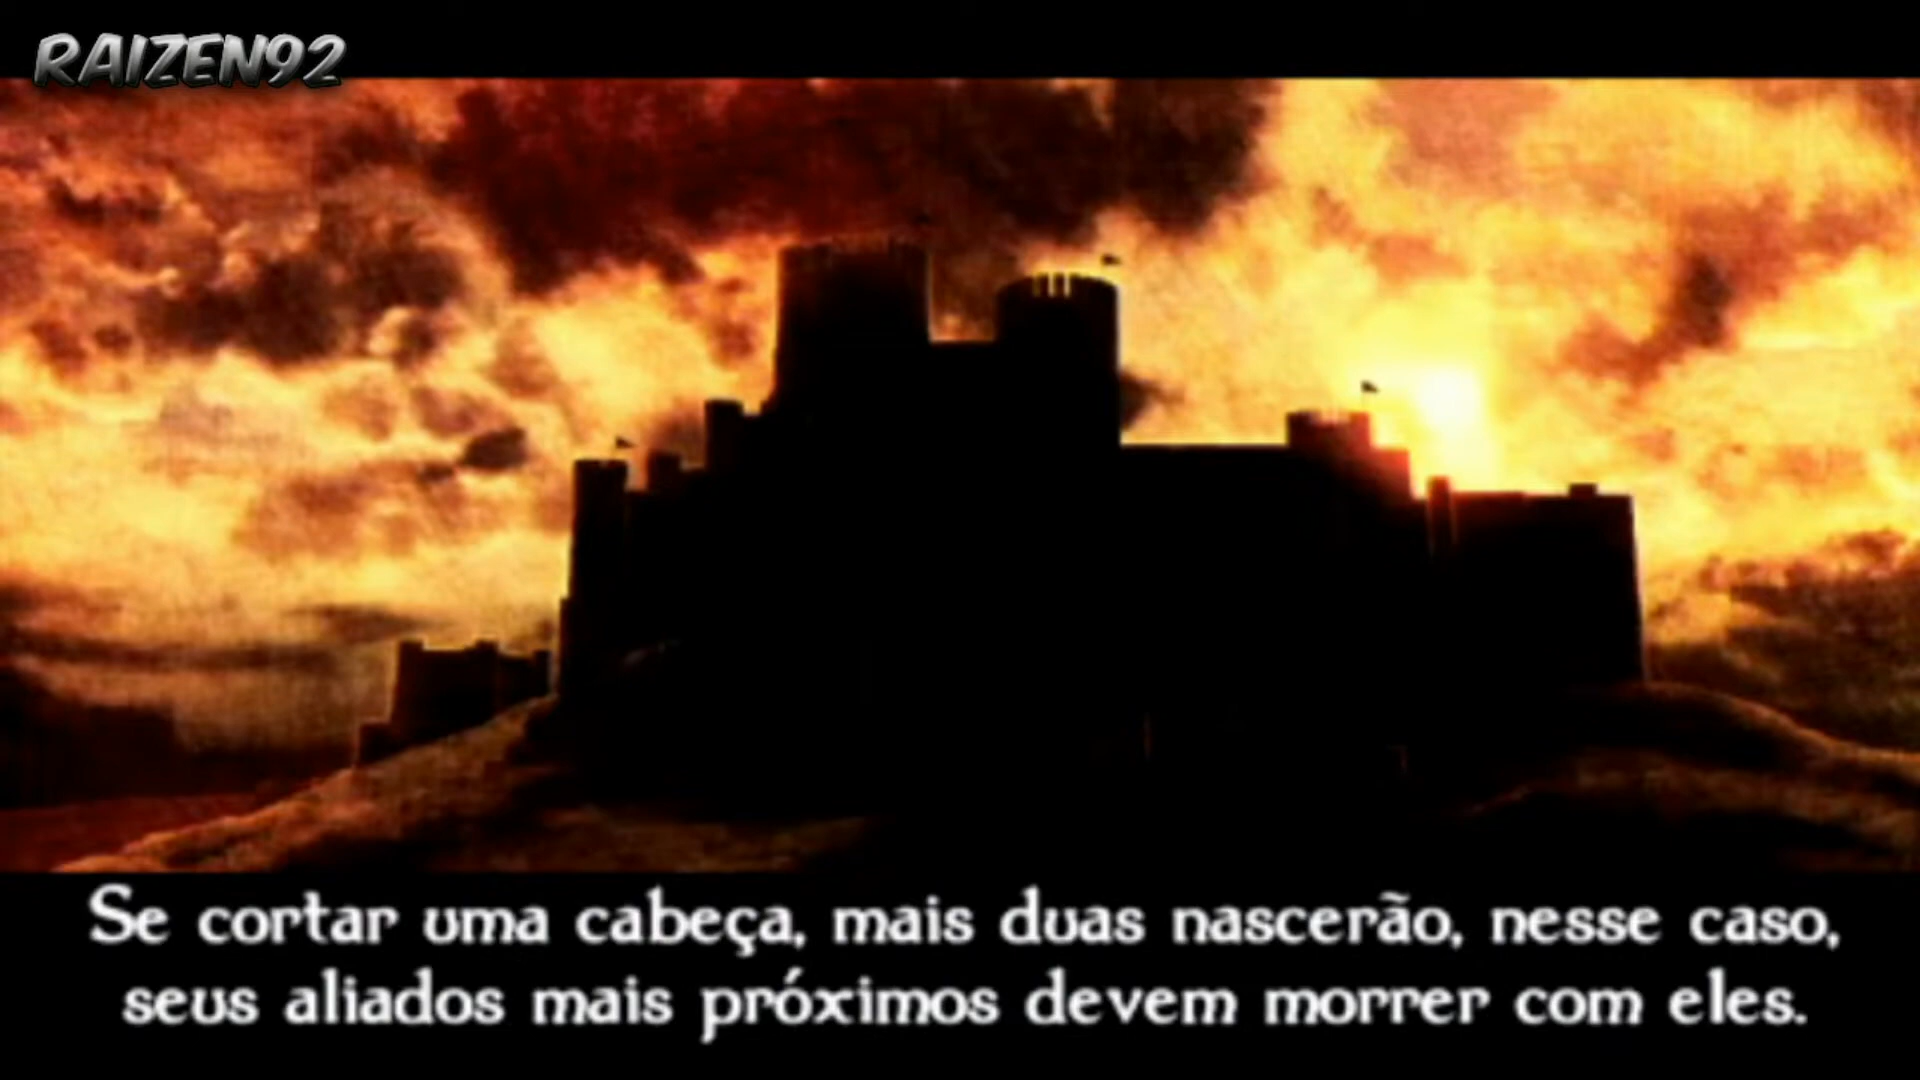 RAIZEN92
Se cortar uma cabeça, mais duas nascerão, nesse caso,
seus aliados mais próximos devem morrer com eles.